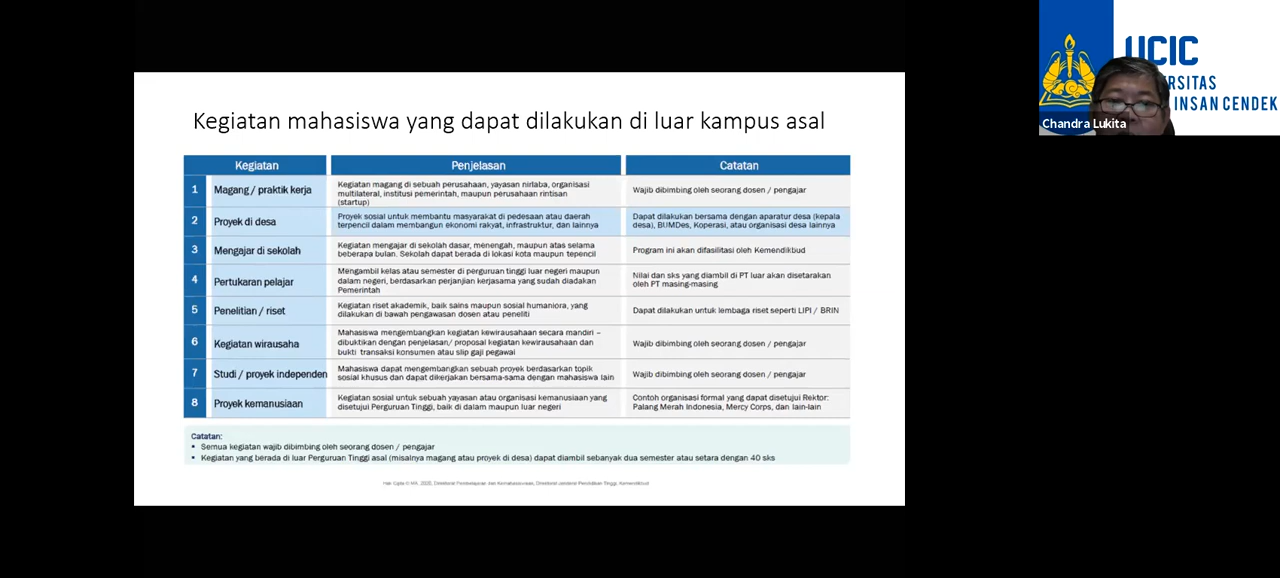 Kegiatan mahasiswa yang dapat dilakukan di luar kampus asal
Kegiatan
Penjelasan
Catatan
1
Magang / praktik kerja
Kegiatan magang di sebuah perusahaan, yayasan nirlaba, organisasi
multilateral, institusi pemerintah, maupun perusahaan rintisan
(startup)
Wajib dibimbing oleh seorang dosen / pengajar
2
Proyek di desa
Proyek sosial untuk membantu masyarakat di pedesaan atau daerah
terpencil dalam membangun ekonomi rakyat, infrastruktur, dan lainnya
Dapat dilakukan bersama dengan aparatur desa (kepala
desa), BUMDes, Koperasi, atau organisasi desa lainnya
3
Mengajar di sekolah
Kegiatan mengajar di sekolah dasar, menengah, maupun atas selama
beberapa bulan. Sekolah dapat berada di lokasi kota maupun tepencil
Program ini akan difasilitasi oleh Kemendikbud
4
Pertukaran pelajar
Mengambil kelas atau semester di perguruan tinggi luar negeri maupun
dalam negeri, berdasarkan perjanjian kerjasama yang sudah diadakan
Pemerintah
Nilai dan sks yang diambil di PT luar akan disetarakan
oleh PT masing-masing
5
Penelitian / riset
Kegiatan riset akademik, baik sains maupun sosial humaniora, yang
dilakukan di bawah pengawasan dosen atau peneliti
Dapat dilakukan untuk lembaga riset seperti LIPI / BRIN
6
Kegiatan wirausaha
Mahasiswa mengembangkan kegiatan kewirausahaan secara mandiri –
dibuktikan dengan penjelasan/ proposal kegiatan kewirausahaan dan
bukti transaksi konsumen atau slip gaji pegawai
Wajib dibimbing oleh seorang dosen / pengajar
7
Studi / proyek independen
Mahasiswa dapat mengembangkan sebuah proyek berdasarkan topik
sosial khusus dan dapat dikerjakan bersama-sama dengan mahasiswa lain
Wajib dibimbing oleh seorang dosen / pengajar
8
Proyek kemanusiaan
Kegiatan sosial untuk sebuah yayasan atau organisasi kemanusiaan yang
disetujui Perguruan Tinggi, baik di dalam maupun luar negeri
Contoh organisasi formal yang dapat disetujui Rektor:
Palang Merah Indonesia, Mercy Corps, dan lain-lain
Catatan:
▪ Semua kegiatan wajib dibimbing oleh seorang dosen / pengajar
▪ Kegiatan yang berada di luar Perguruan Tinggi asal (misalnya magang atau proyek di desa) dapat diambil sebanyak dua semester atau setara dengan 40 sks
UCIC
INSAN CENDEK
Chandra Lukita